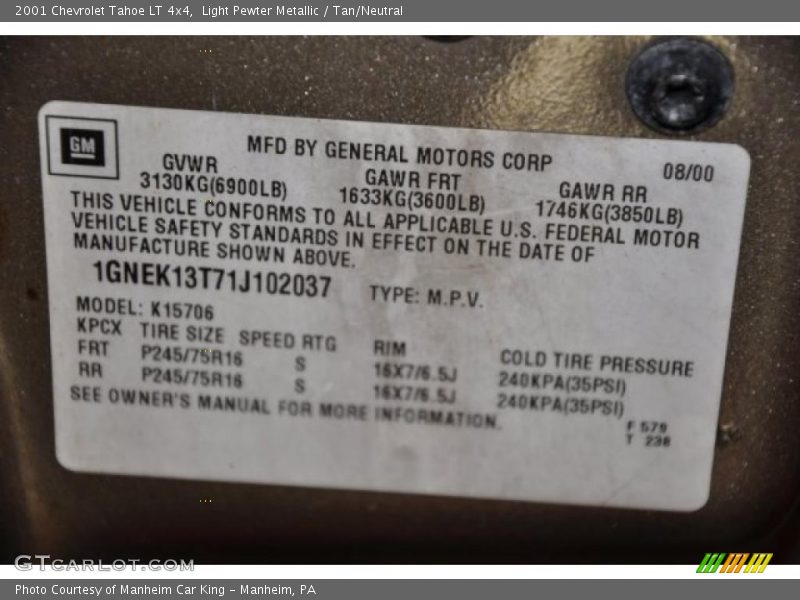 2001 Chevrolet Tahoe LT 4x4,  Light Pewter Metallic / Tan/Neutral
GM
MFD BY GENERAL MOTORS CORP
08/00
GVWR GAWR FRT GAWR RR
3130KG(6900LB) 1633KG(3600LB) 1746KG(3850LB)
THIS VEHICLE CONFORMS TO ALL APPLICABLE U.S. FEDERAL MOTOR
VEHICLE SAFETY STANDARDS IN EFFECT ON THE DATE OF
MANUFACTURE SHOWN ABOVE.
1GNEK13T71J102037 TYPE: M.P.V.
MODEL: K15706
KPCX TIRE SIZE SPEED RTG RIM COLD TIRE PRESSURE
FRT P245/75R16 S 16X7/6.5J 240KPA(35PSI)
RR P245/75R16 S 16X7/6.5J 240KPA(35PSI)
SEE OWNER'S MANUAL FOR MORE INFORMATION.
F 579
T 238
GTcarlot.com
Photo Courtesy of Manheim Car King - Manheim, PA